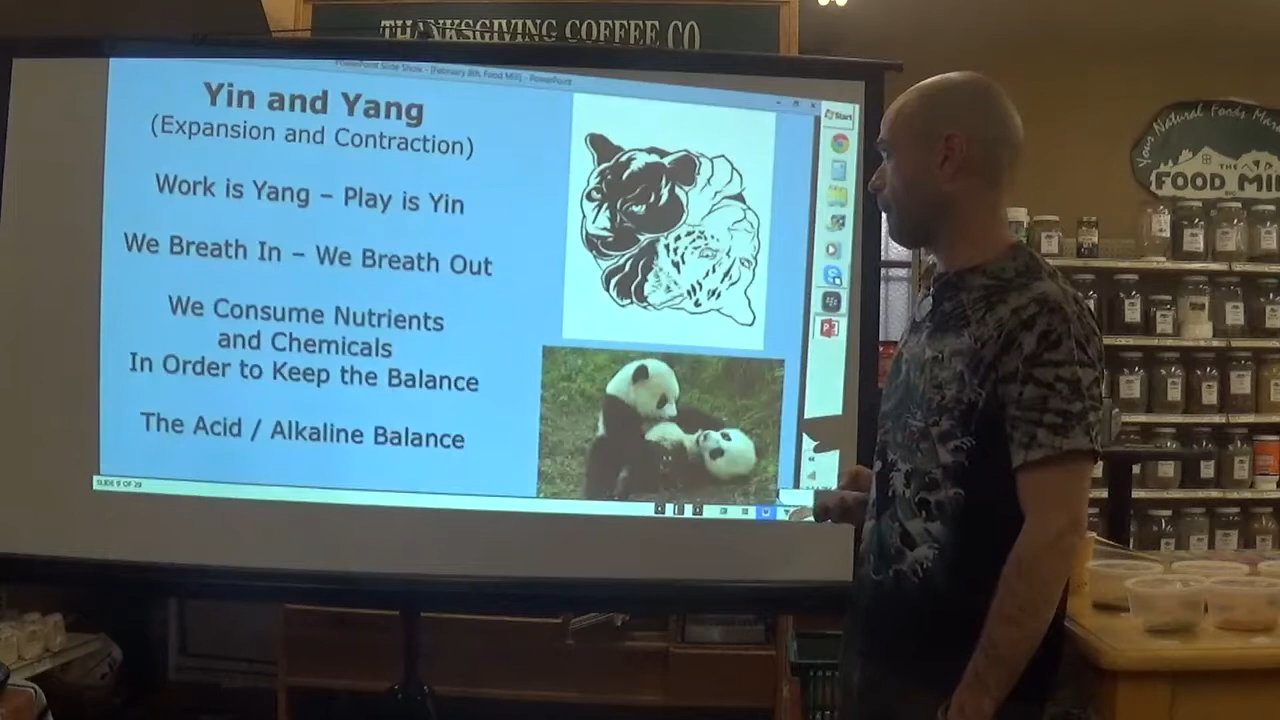 THANKSGIVING COFFEE CO
PowerPoint Slide Show - [February 8th Food Mill] - PowerPoint
Yin and Yang
(Expansion and Contraction)
Work is Yang – Play is Yin
We Breath In – We Breath Out
We Consume Nutrients
and Chemicals
In Order to Keep the Balance
The Acid / Alkaline Balance
SLIDE 9 OF 29
Start
Your Natural Foods
THE
FOOD MIL